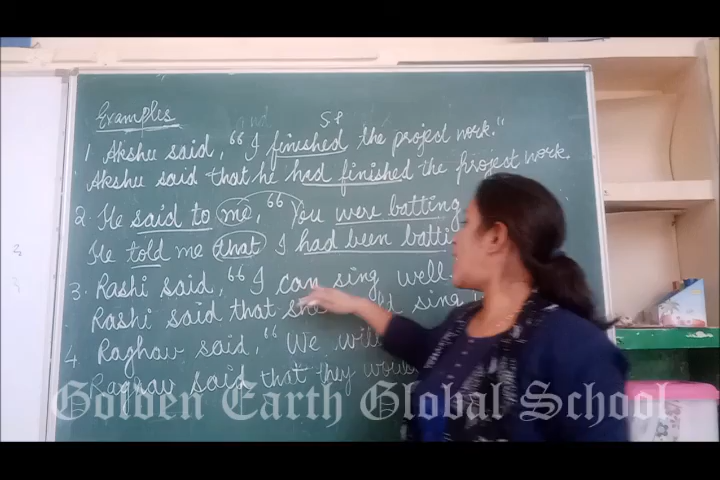 Examples
SP
1 Akshu said, “I finished the project work.”
Akshu said that he had finished the project work.
2. He said to me, “You were batting
He told me that I had been batti
3. Rashi said, “I can sing well
Rashi said that she sing
4. Raghav said, “We will
Raghav said that they would
Golden Earth Global School